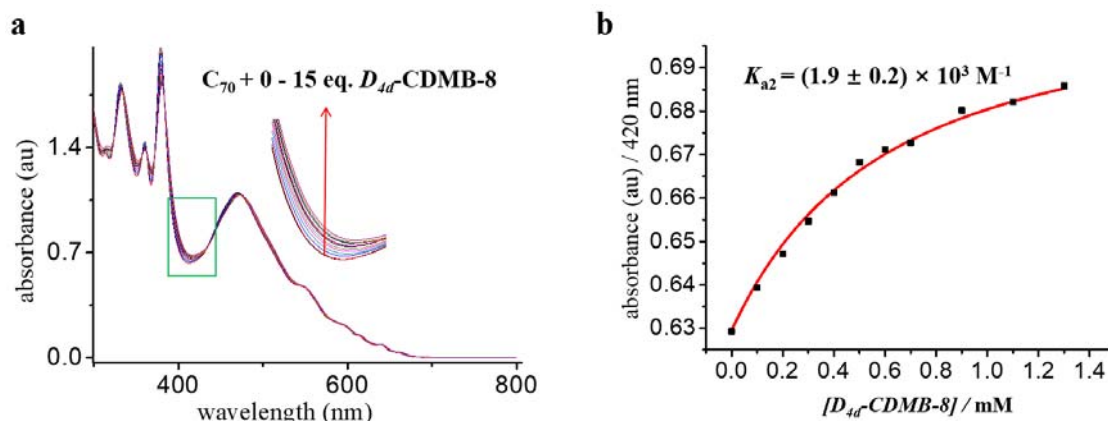 a
C₇₀ + 0 - 15 eq. D₄d-CDMB-8
absorbance (au)
1.4
0.7
0.0
400
600
800
wavelength (nm)
b
Kₐ₂ = (1.9 ± 0.2) × 10³ M⁻¹
absorbance (au) / 420 nm
0.69
0.68
0.67
0.66
0.65
0.64
0.63
0.0 0.2 0.4 0.6 0.8 1.0 1.2 1.4
[D₄d-CDMB-8] / mM